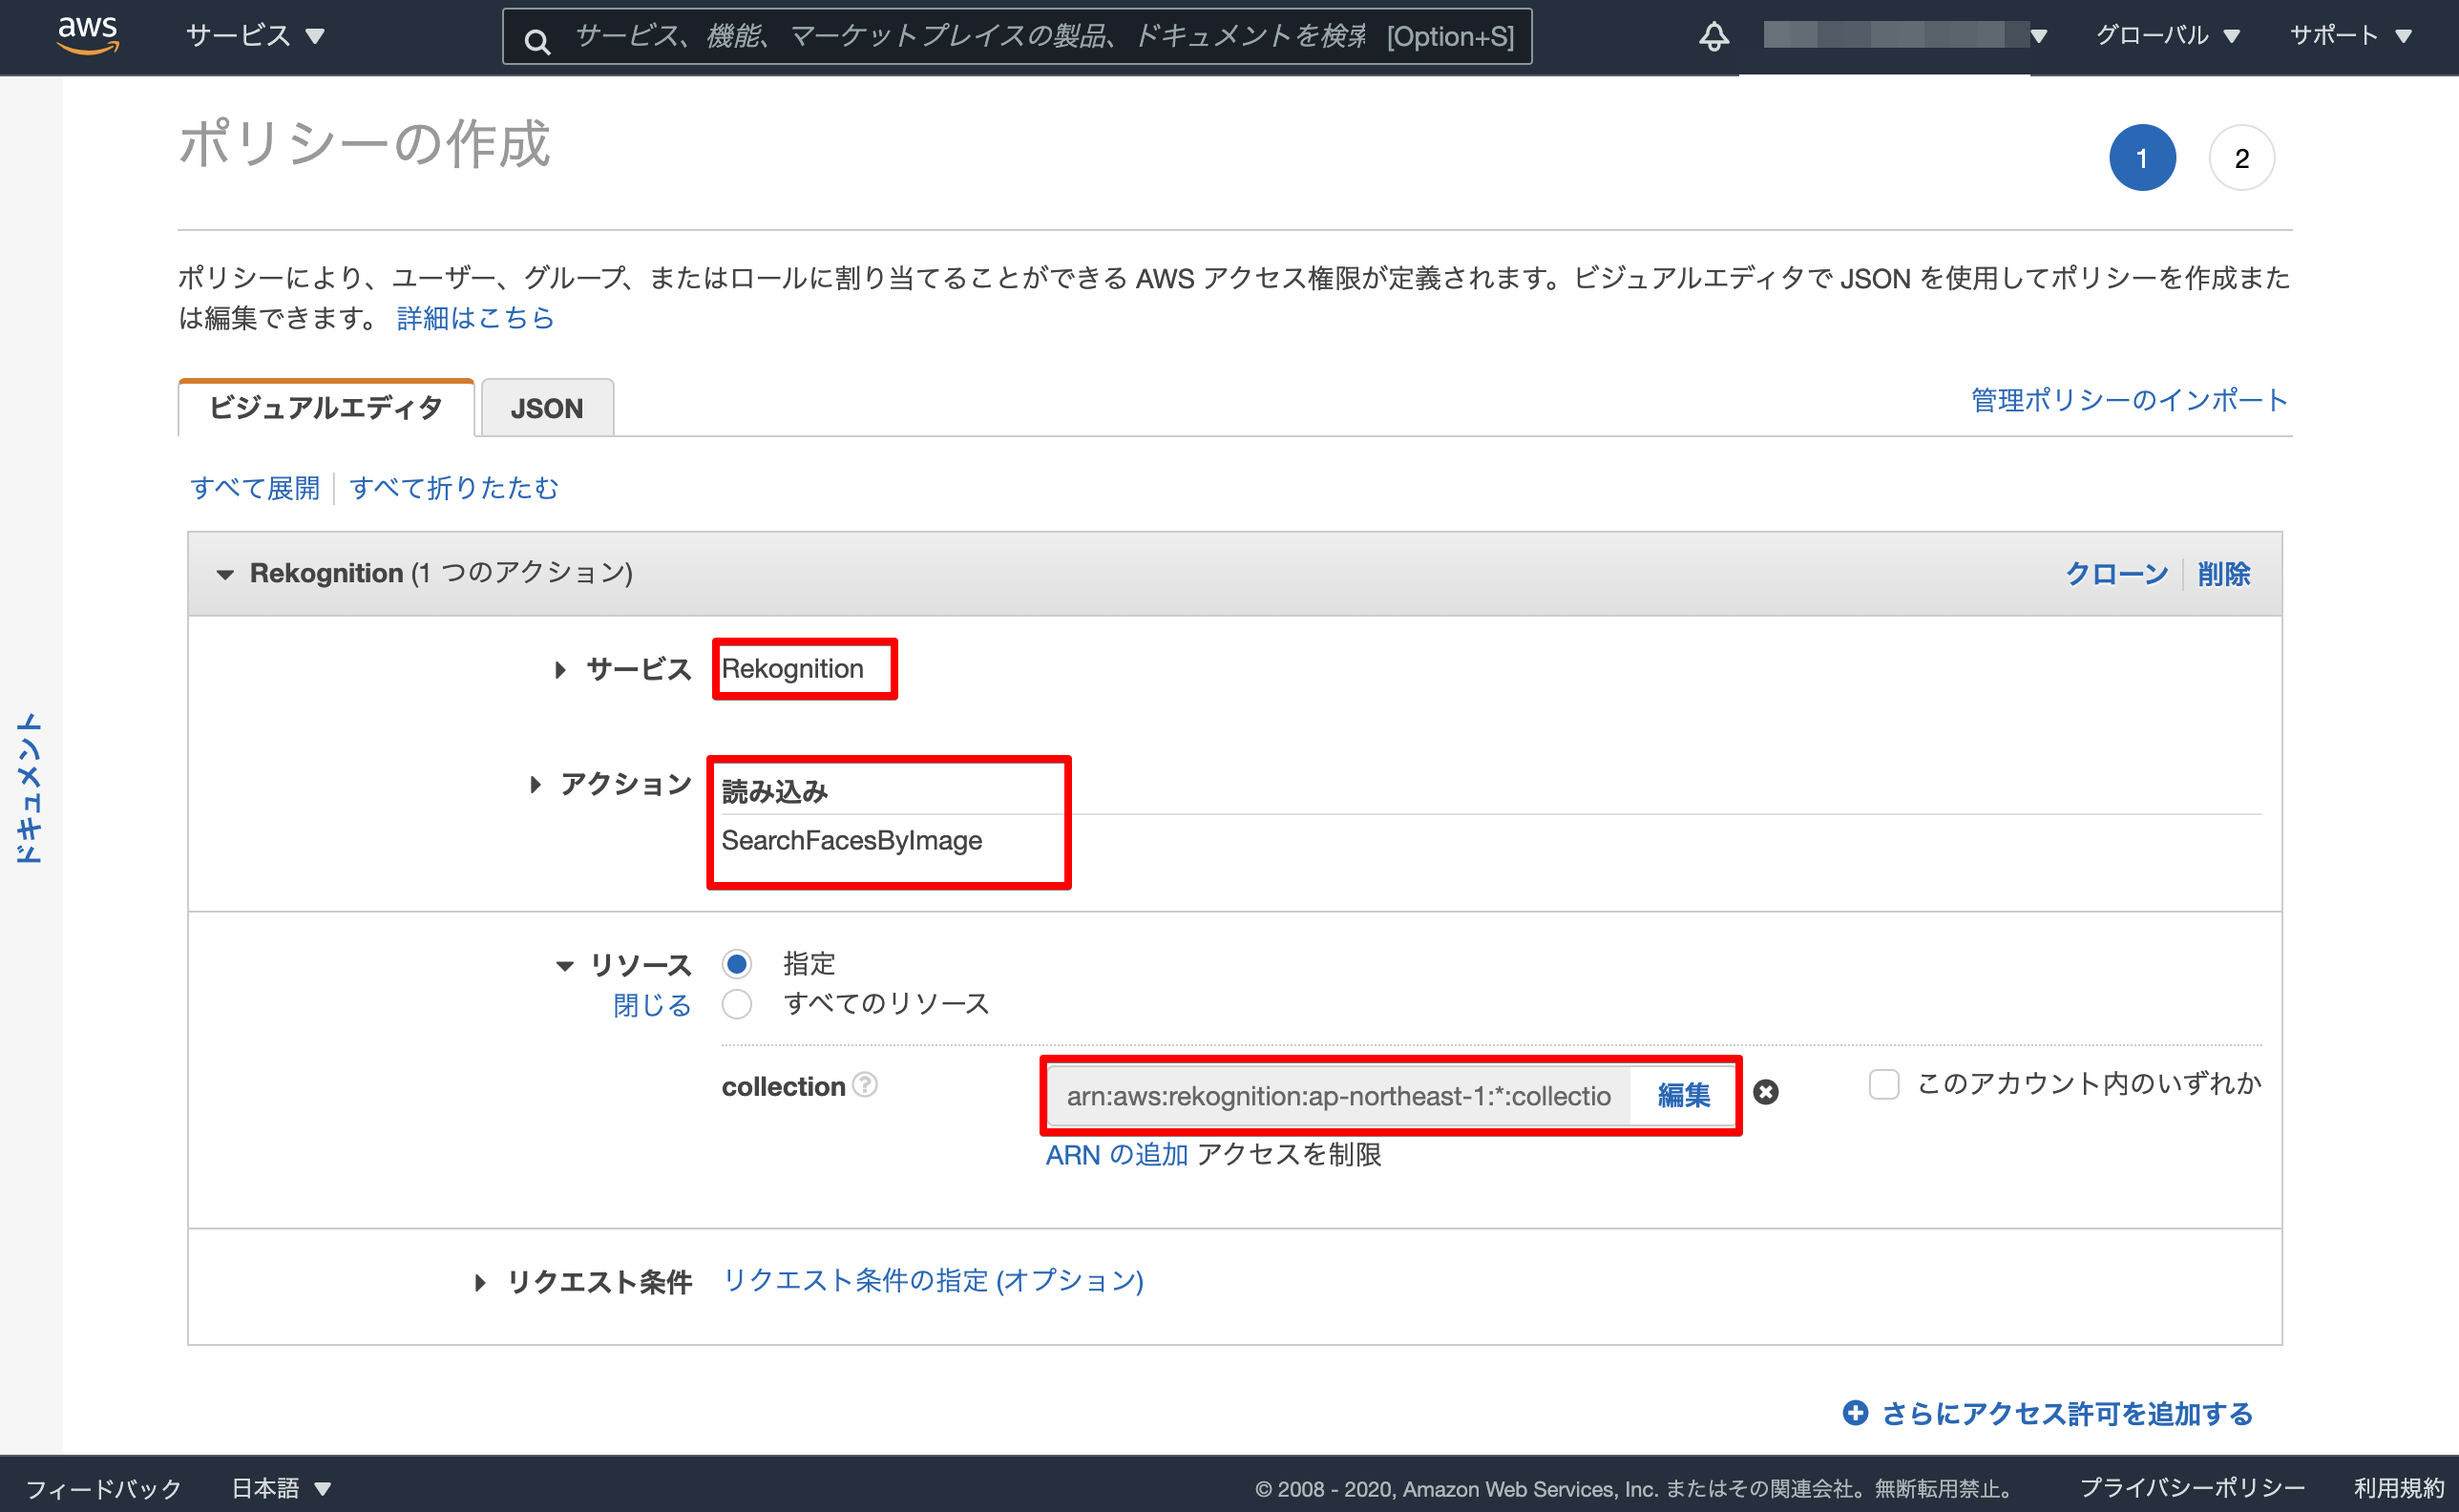 aws サービス サービス、機能、マーケットプレイスの製品、ドキュメントを検索 [Option+S] グローバル サポート
ポリシーの作成
1 2
ポリシーにより、ユーザー、グループ、またはロールに割り当てることができる AWS アクセス権限が定義されます。ビジュアルエディタで JSON を使用してポリシーを作成また
は編集できます。 詳細はこちら
ビジュアルエディタ JSON 管理ポリシーのインポート
すべて展開 すべて折りたたむ
Rekognition (1 つのアクション) クローン 削除
サービス Rekognition
ドキュメント
アクション 読み込み
SearchFacesByImage
リソース 指定
閉じる すべてのリソース
collection ? arn:aws:rekognition:ap-northeast-1:*:collectio 編集 このアカウント内のいずれか
ARN の追加 アクセスを制限
リクエスト条件 リクエスト条件の指定 (オプション)
さらにアクセス許可を追加する
フィードバック 日本語 © 2008 - 2020, Amazon Web Services, Inc. またはその関連会社。無断転用禁止。 プライバシーポリシー 利用規約